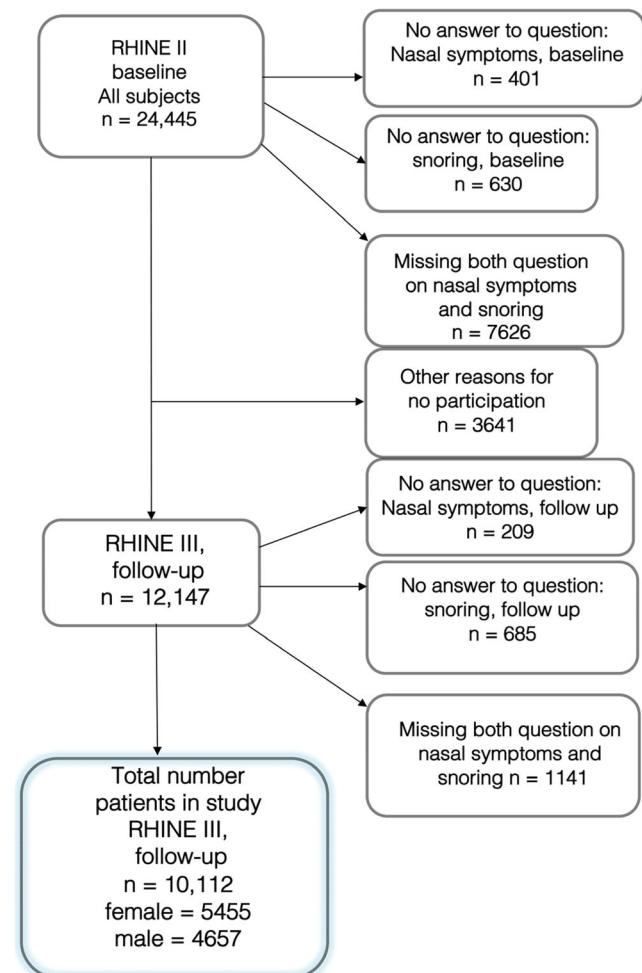 RHINE II
baseline
All subjects
n = 24,445
No answer to question:
Nasal symptoms, baseline
n = 401
No answer to question:
snoring, baseline
n = 630
Missing both question
on nasal symptoms
and snoring
n = 7626
Other reasons for
no participation
n = 3641
RHINE III,
follow-up
n = 12,147
No answer to question:
Nasal symptoms, follow up
n = 209
No answer to question:
snoring, follow up
n = 685
Missing both question on
nasal symptoms and
snoring n = 1141
Total number
patients in study
RHINE III,
follow-up
n = 10,112
female = 5455
male = 4657